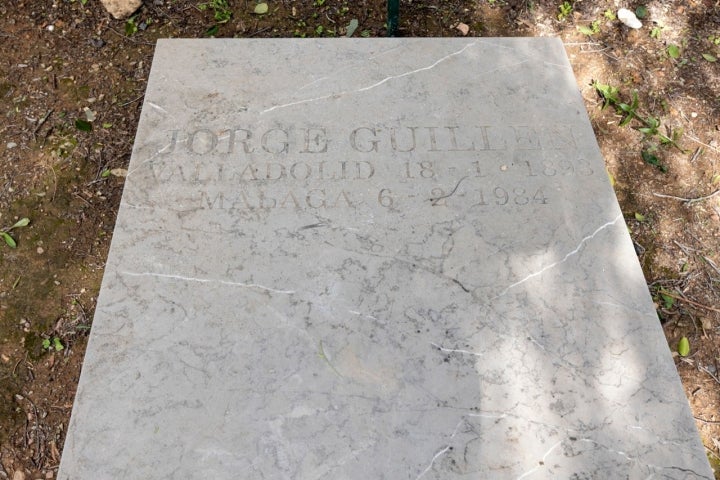 JORGE GUILLEN
VALLADOLID 18 - 1 - 1893
MALAGA 6 - 2 - 1984